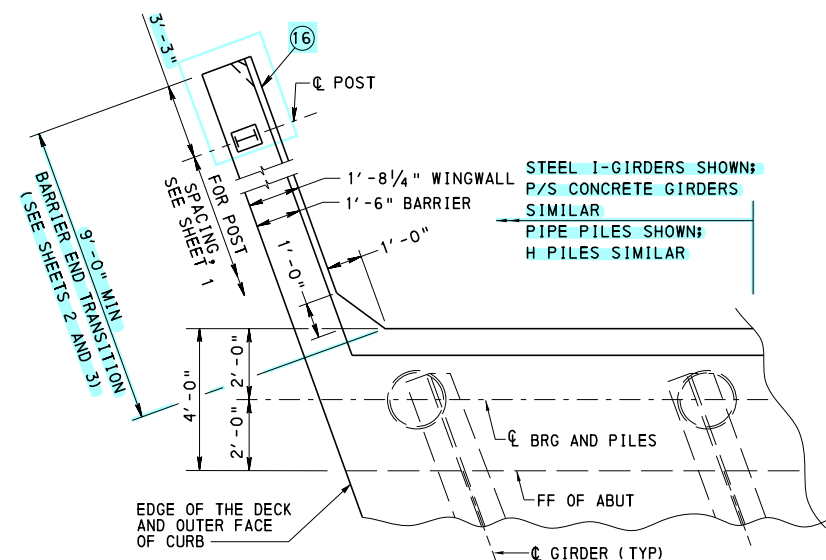 3'-3"
16
℄ POST
1'-8¼" WINGWALL
1'-6" BARRIER
STEEL I-GIRDERS SHOWN;
P/S CONCRETE GIRDERS
SIMILAR
PIPE PILES SHOWN;
H PILES SIMILAR
FOR POST
SPACING,
SEE SHEET 1
9'-0" MIN
BARRIER END TRANSITION
(SEE SHEETS 2 AND 3)
1'-0"
1'-0"
4'-0"
2'-0"
2'-0"
℄ BRG AND PILES
FF OF ABUT
EDGE OF THE DECK
AND OUTER FACE
OF CURB
℄ GIRDER (TYP)